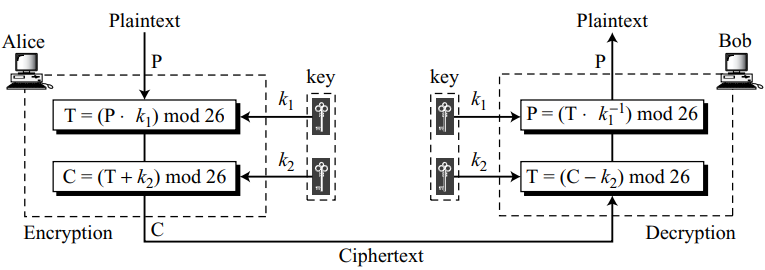 Plaintext
Plaintext
Alice
Bob
P
P
key
key
T = (P · k₁) mod 26
k₁
k₁
P = (T · k₁⁻¹) mod 26
C = (T + k₂) mod 26
k₂
k₂
T = (C − k₂) mod 26
Encryption
C
Decryption
Ciphertext